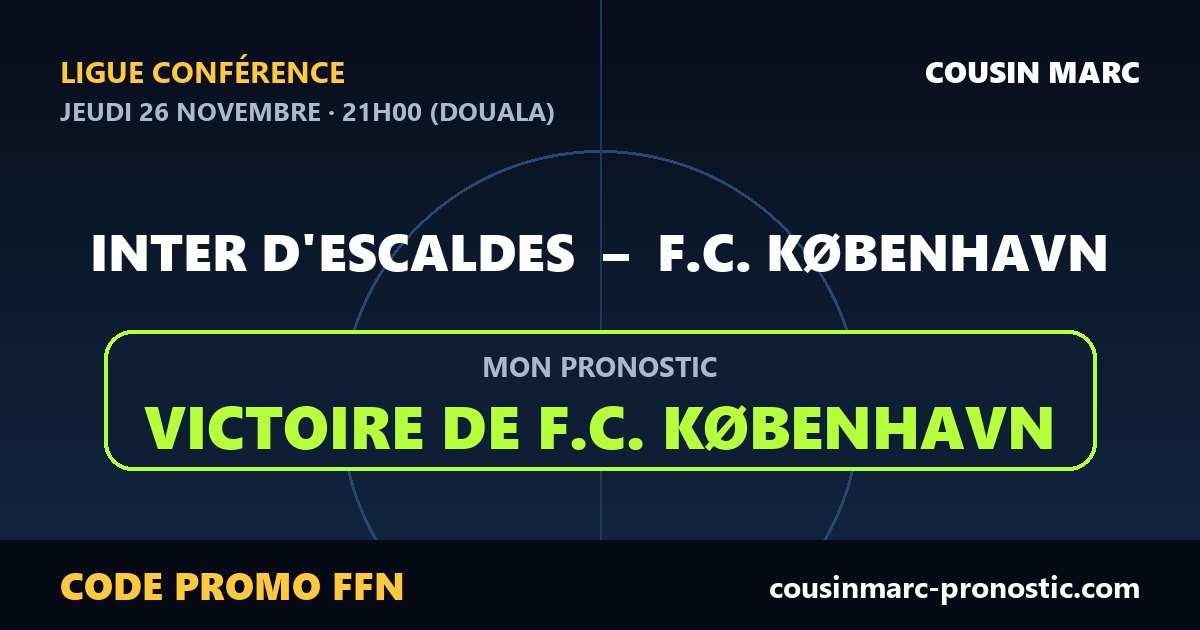 LIGUE CONFÉRENCE
COUSIN MARC
JEUDI 26 NOVEMBRE · 21H00 (DOUALA)
INTER D'ESCALDES – F.C. KØBENHAVN
MON PRONOSTIC
VICTOIRE DE F.C. KØBENHAVN
CODE PROMO FFN
cousinmarc-pronostic.com